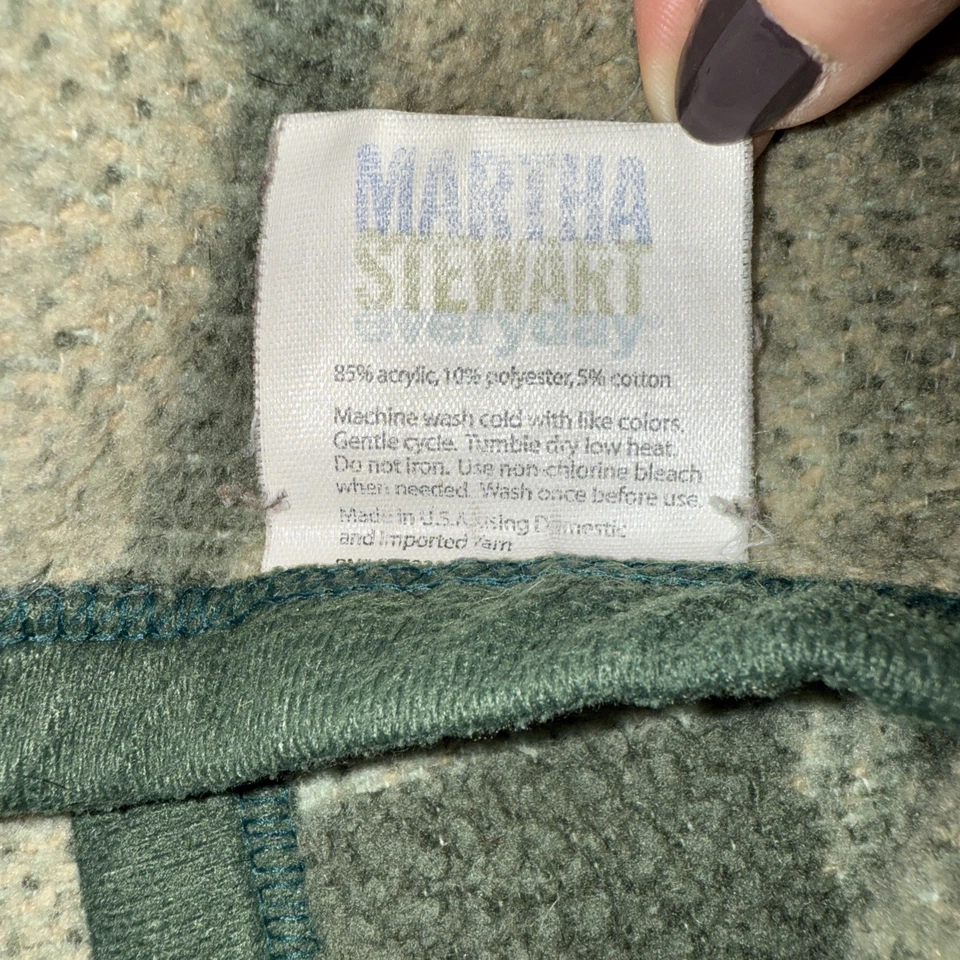 MARTHA
STEWART
everyday
85% acrylic, 10% polyester, 5% cotton
Machine wash cold with like colors.
Gentle cycle. Tumble dry low heat.
Do not iron. Use non-chlorine bleach
when needed. Wash once before use.
Made in U.S.A. using Domestic
and Imported Yarn